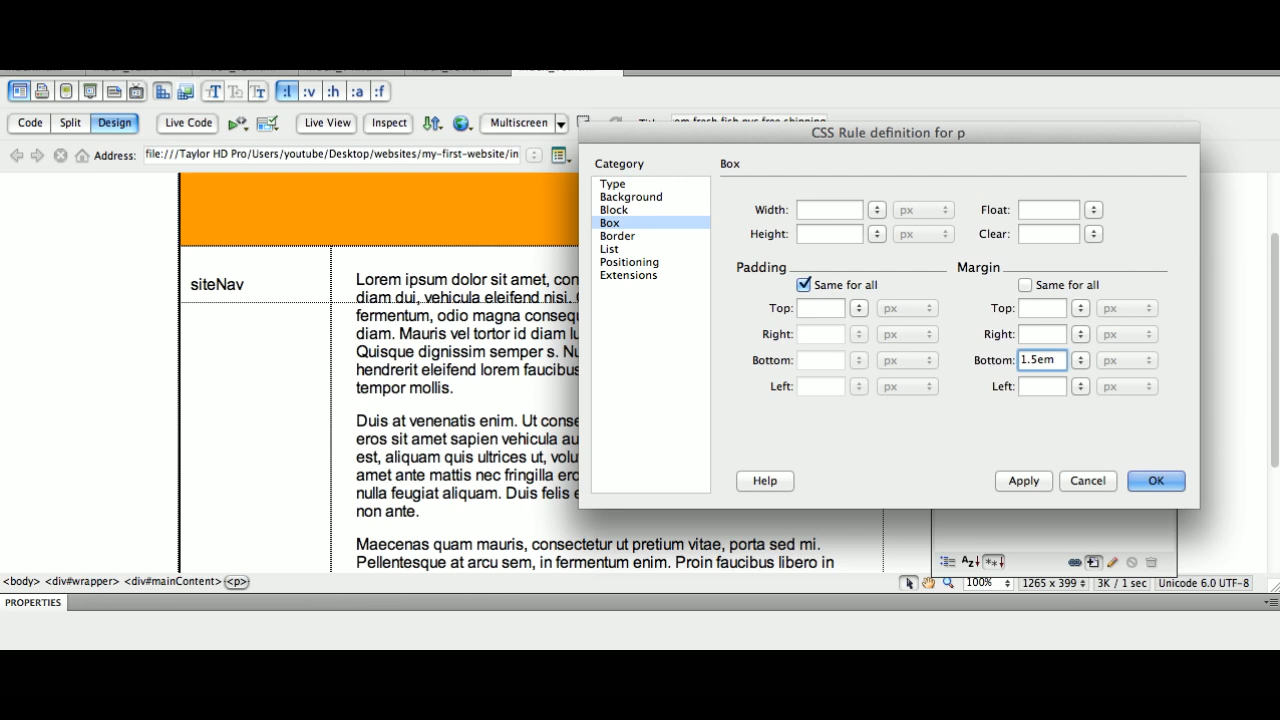 :l :v :h :a :f
Code Split Design Live Code Live View Inspect Multiscreen
Address: file:///Taylor HD Pro/Users/youtube/Desktop/websites/my-first-website/in
siteNav
Lorem ipsum dolor sit amet, con
diam dui, vehicula eleifend nisi.
fermentum, odio magna consequ
diam. Mauris vel tortor id diam lu
Quisque dignissim semper s. Nu
hendrerit eleifend lorem faucibus
tempor mollis.
Duis at venenatis enim. Ut conse
eros sit amet sapien vehicula au
est, aliquam quis ultrices ut, volu
amet ante mattis nec fringilla erc
nulla feugiat aliquam. Duis felis e
non ante.
Maecenas quam mauris, consectetur ut pretium vitae, porta sed mi.
Pellentesque at arcu sem, in fermentum enim. Proin faucibus libero in
CSS Rule definition for p
Category
Type
Background
Block
Box
Border
List
Positioning
Extensions
Box
Width: px Float:
Height: px Clear:
Padding Margin
Same for all Same for all
Top: px Top: px
Right: px Right: px
Bottom: px Bottom: 1.5em px
Left: px Left: px
Help Apply Cancel OK
<body> <div#wrapper> <div#mainContent> <p> 100% 1265 x 399 3K / 1 sec Unicode 6.0 UTF-8
PROPERTIES